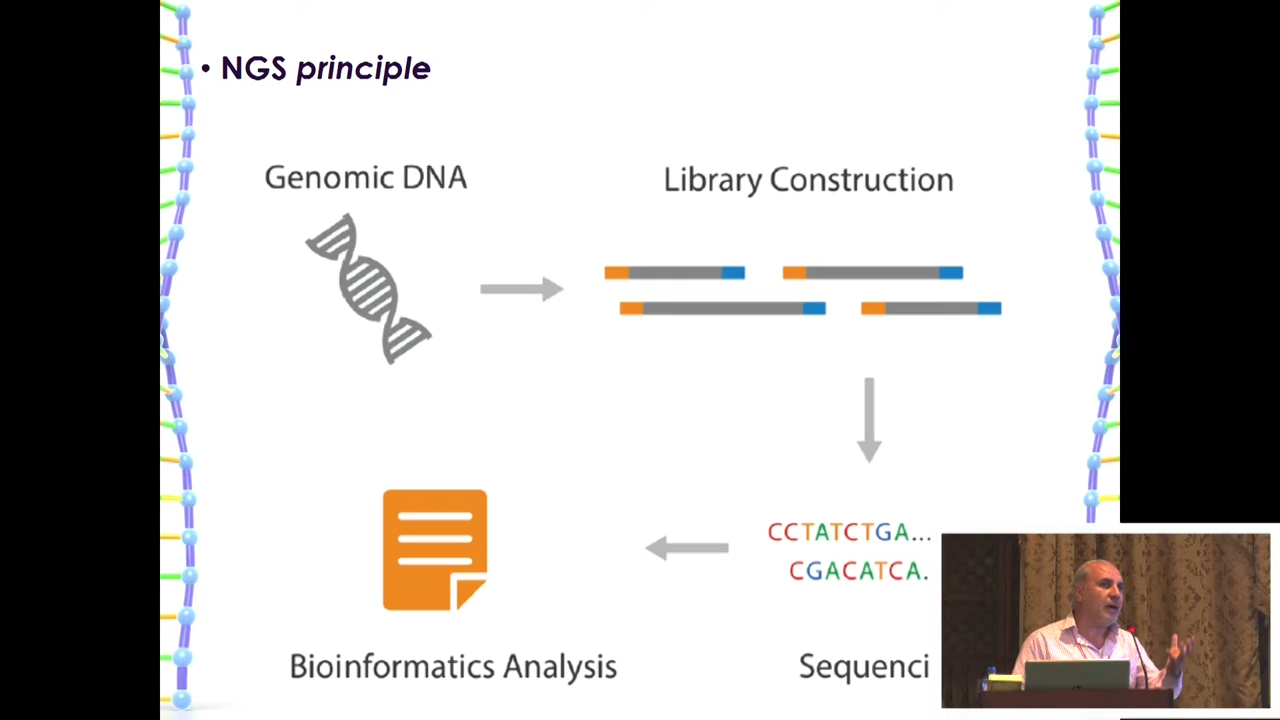 • NGS principle
Genomic DNA
Library Construction
CCTATCTGA...
CGACATCA.
Bioinformatics Analysis
Sequenci